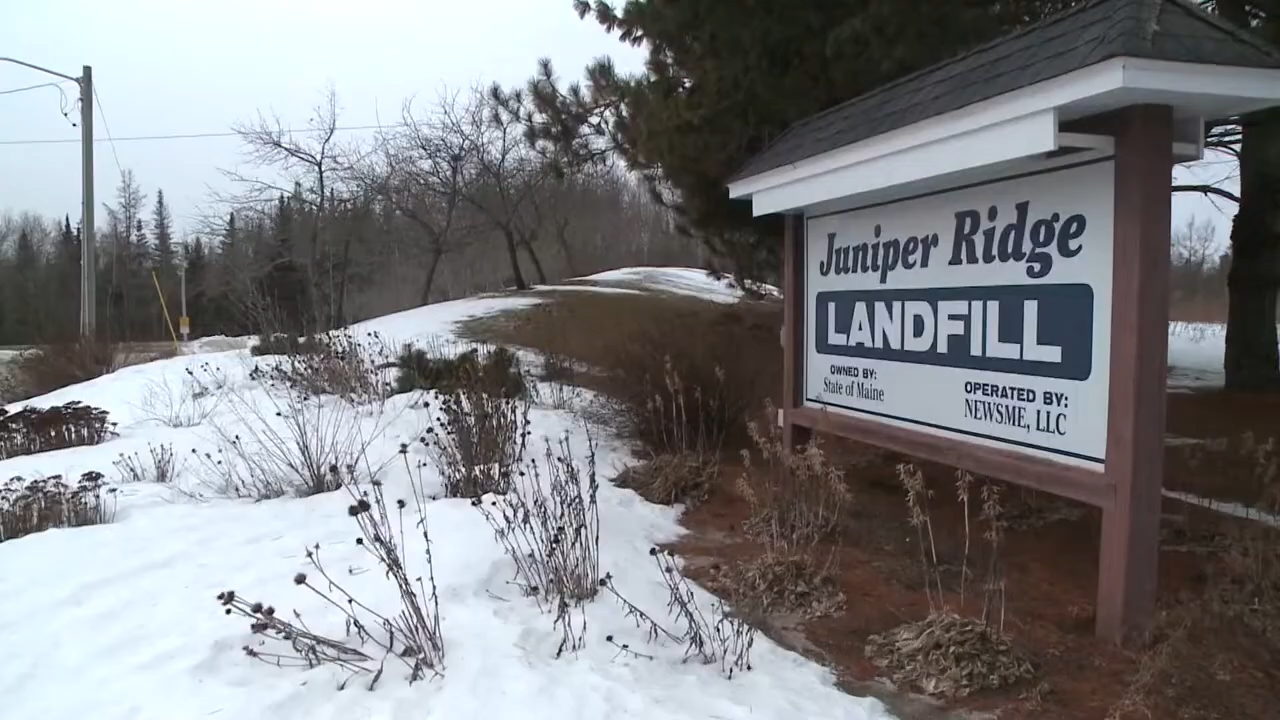 Juniper Ridge
LANDFILL
OWNED BY:
State of Maine
OPERATED BY:
NEWSME, LLC